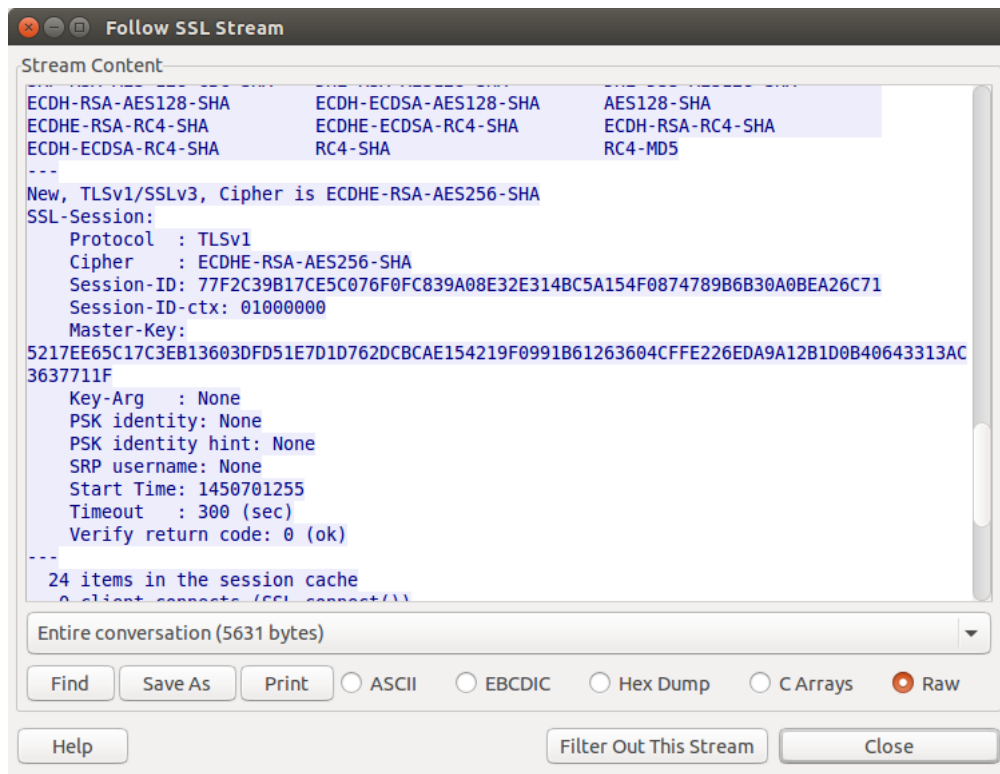 Follow SSL Stream
Stream Content
ECDH-RSA-AES128-SHA ECDH-ECDSA-AES128-SHA AES128-SHA
ECDHE-RSA-RC4-SHA ECDHE-ECDSA-RC4-SHA ECDH-RSA-RC4-SHA
ECDH-ECDSA-RC4-SHA RC4-SHA RC4-MD5
---
New, TLSv1/SSLv3, Cipher is ECDHE-RSA-AES256-SHA
SSL-Session:
Protocol : TLSv1
Cipher : ECDHE-RSA-AES256-SHA
Session-ID: 77F2C39B17CE5C076F0FC839A08E32E314BC5A154F0874789B6B30A0BEA26C71
Session-ID-ctx: 01000000
Master-Key:
5217EE65C17C3EB13603DFD51E7D1D762DCBCAE154219F0991B61263604CFFE226EDA9A12B1D0B40643313AC
3637711F
Key-Arg : None
PSK identity: None
PSK identity hint: None
SRP username: None
Start Time: 1450701255
Timeout : 300 (sec)
Verify return code: 0 (ok)
---
24 items in the session cache
0 client connects (SSL_connect())
Entire conversation (5631 bytes)
Find Save As Print ASCII EBCDIC Hex Dump C Arrays Raw
Help Filter Out This Stream Close